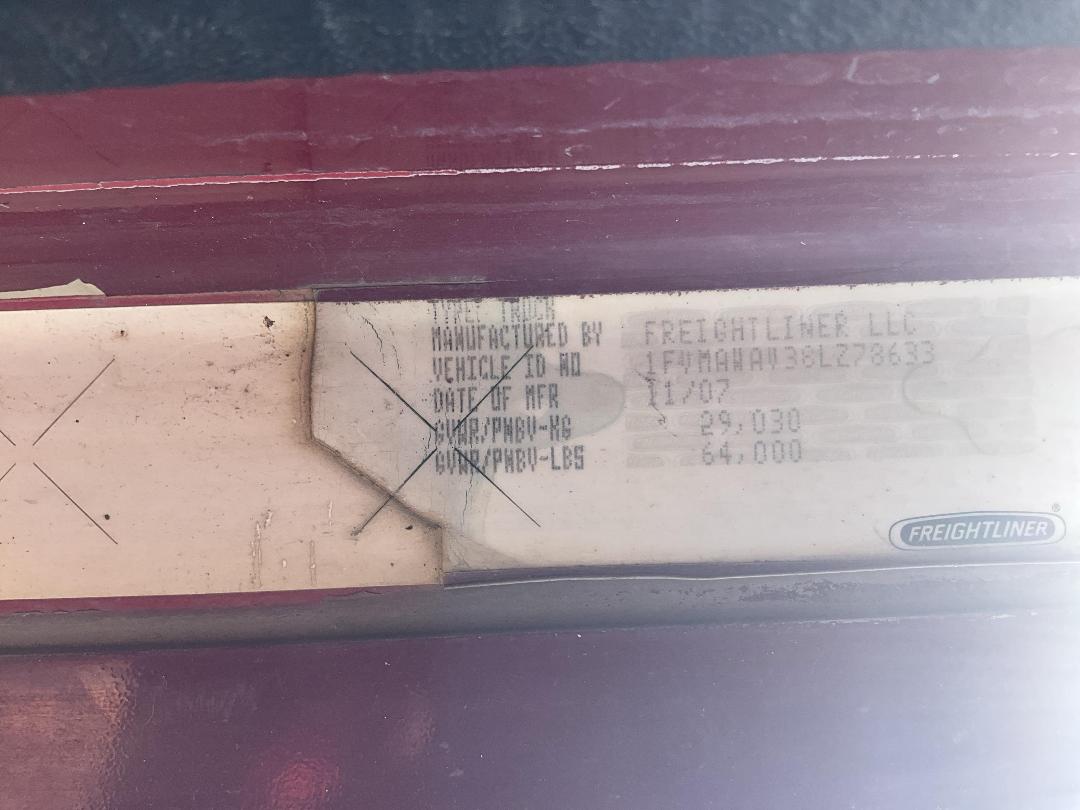 TYPE: TRUCK
MANUFACTURED BY FREIGHTLINER LLC
VEHICLE ID NO 1FVMAWAV38LZ78633
DATE OF MFR 11/07
GVWR/PNBV-KG 29,030
GVWR/PNBV-LBS 64,000
FREIGHTLINER®